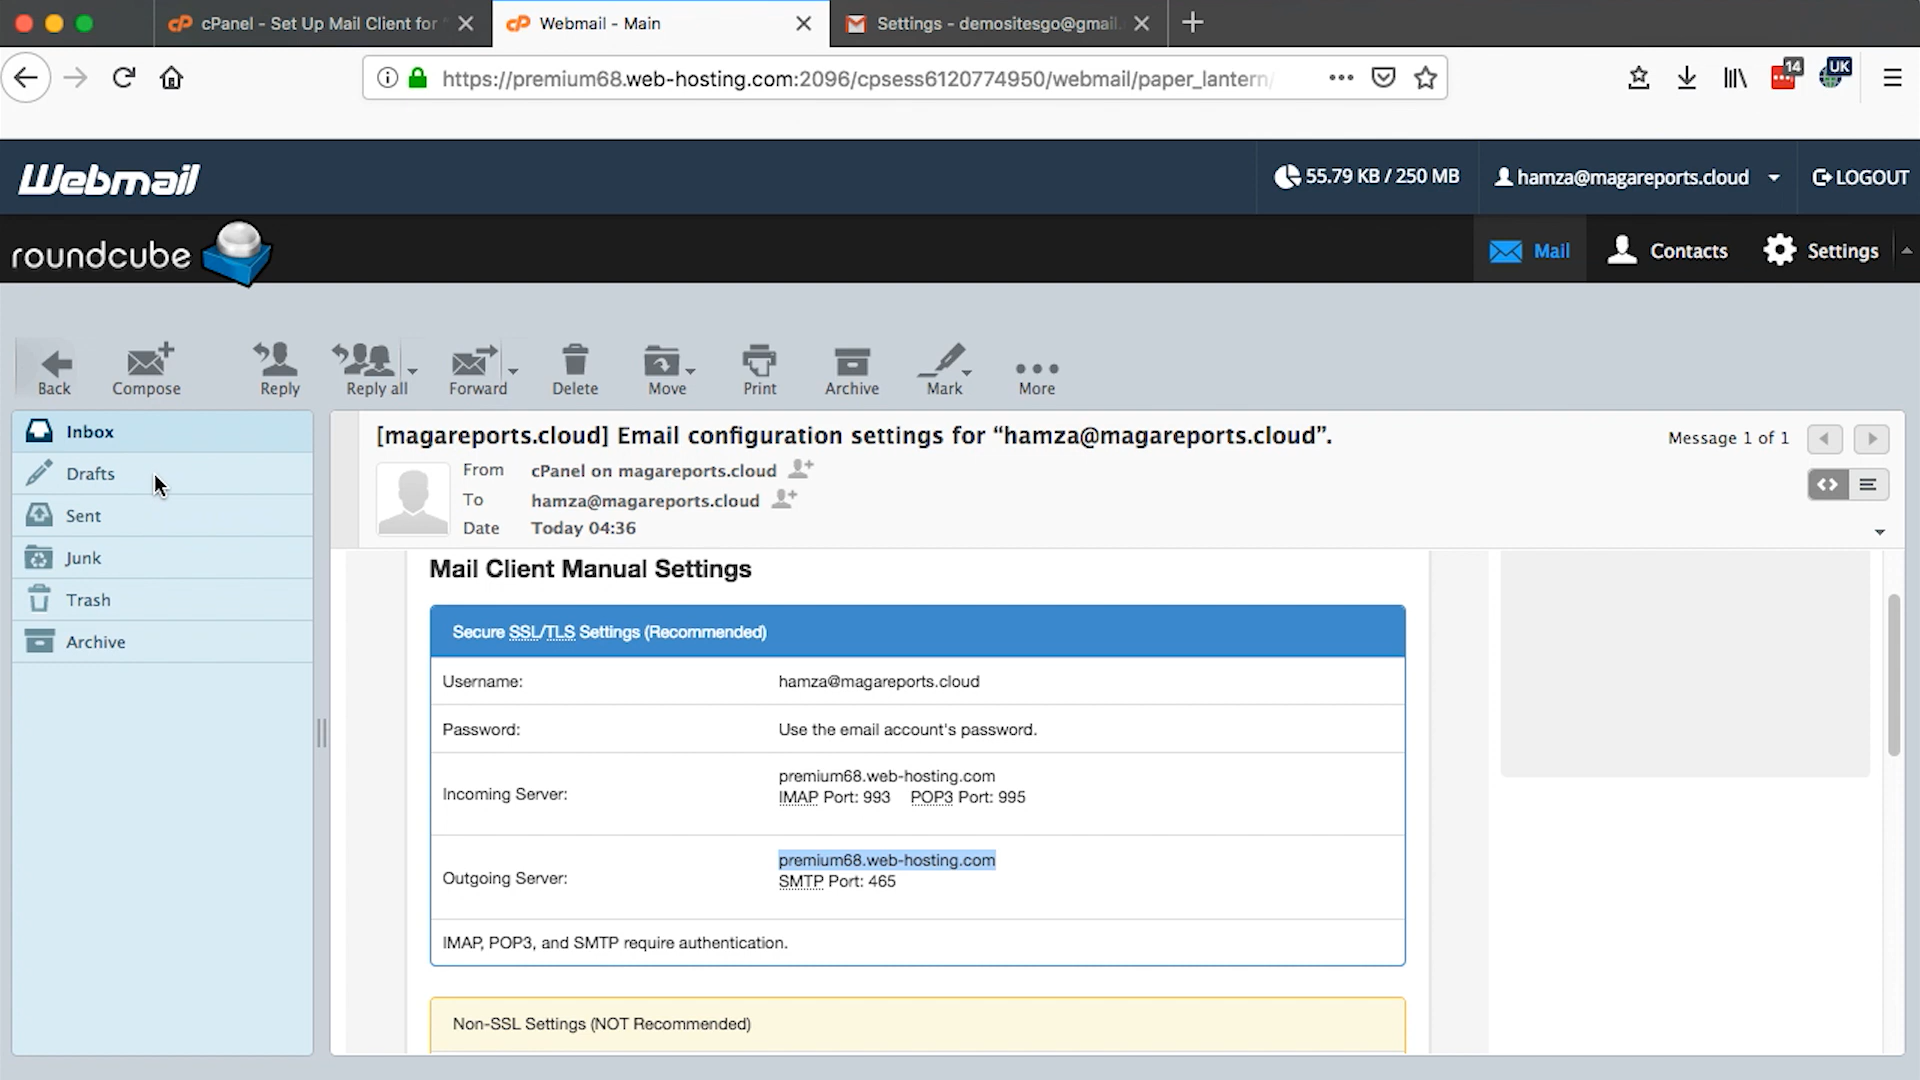 cPanel - Set Up Mail Client for
Webmail - Main
Settings - demositesgo@gmail.
https://premium68.web-hosting.com:2096/cpsess6120774950/webmail/paper_lantern/
14
UK
Webmail
55.79 KB / 250 MB
hamza@magareports.cloud
LOGOUT
roundcube
Mail
Contacts
Settings
Back
Compose
Reply
Reply all
Forward
Delete
Move
Print
Archive
Mark
More
Inbox
Drafts
Sent
Junk
Trash
Archive
[magareports.cloud] Email configuration settings for “hamza@magareports.cloud”.
Message 1 of 1
From cPanel on magareports.cloud
To hamza@magareports.cloud
Date Today 04:36
Mail Client Manual Settings
Secure SSL/TLS Settings (Recommended)
Username: hamza@magareports.cloud
Password: Use the email account's password.
Incoming Server: premium68.web-hosting.com
IMAP Port: 993 POP3 Port: 995
Outgoing Server: premium68.web-hosting.com
SMTP Port: 465
IMAP, POP3, and SMTP require authentication.
Non-SSL Settings (NOT Recommended)